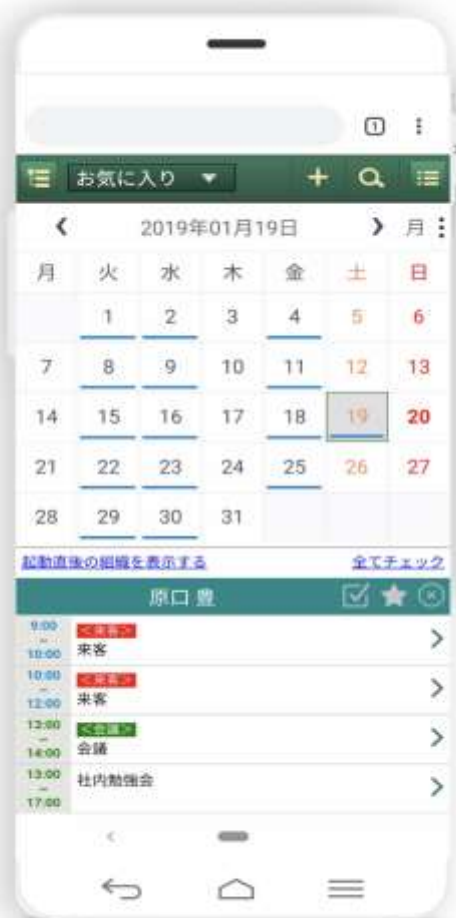 1
お気に入り
2019年01月19日 月
月 火 水 木 金 土 日
1 2 3 4 5 6
7 8 9 10 11 12 13
14 15 16 17 18 19 20
21 22 23 24 25 26 27
28 29 30 31
起動直後の組織を表示する 全てチェック
原口 豊
9:00
~
10:00
<来客>
来客
10:00
~
12:00
<来客>
来客
13:00
~
14:00
<会議>
会議
13:00
~
17:00
社内勉強会